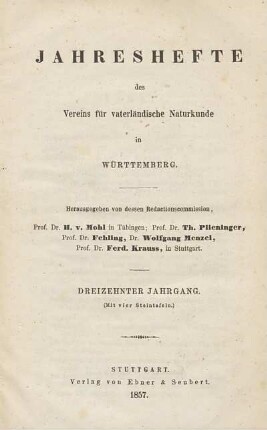 JAHRESHEFTE
des
Vereins für vaterländische Naturkunde
in
WÜRTTEMBERG.
Herausgegeben von dessen Redactionscommission,
Prof. Dr. H. v. Mohl in Tübingen; Prof. Dr. Th. Plieninger,
Prof. Dr. Fehling, Dr. Wolfgang Menzel,
Prof. Dr. Ferd. Krauss, in Stuttgart.
DREIZEHNTER JAHRGANG.
(Mit vier Steintafeln.)
STUTTGART.
Verlag von Ebner & Seubert.
1857.